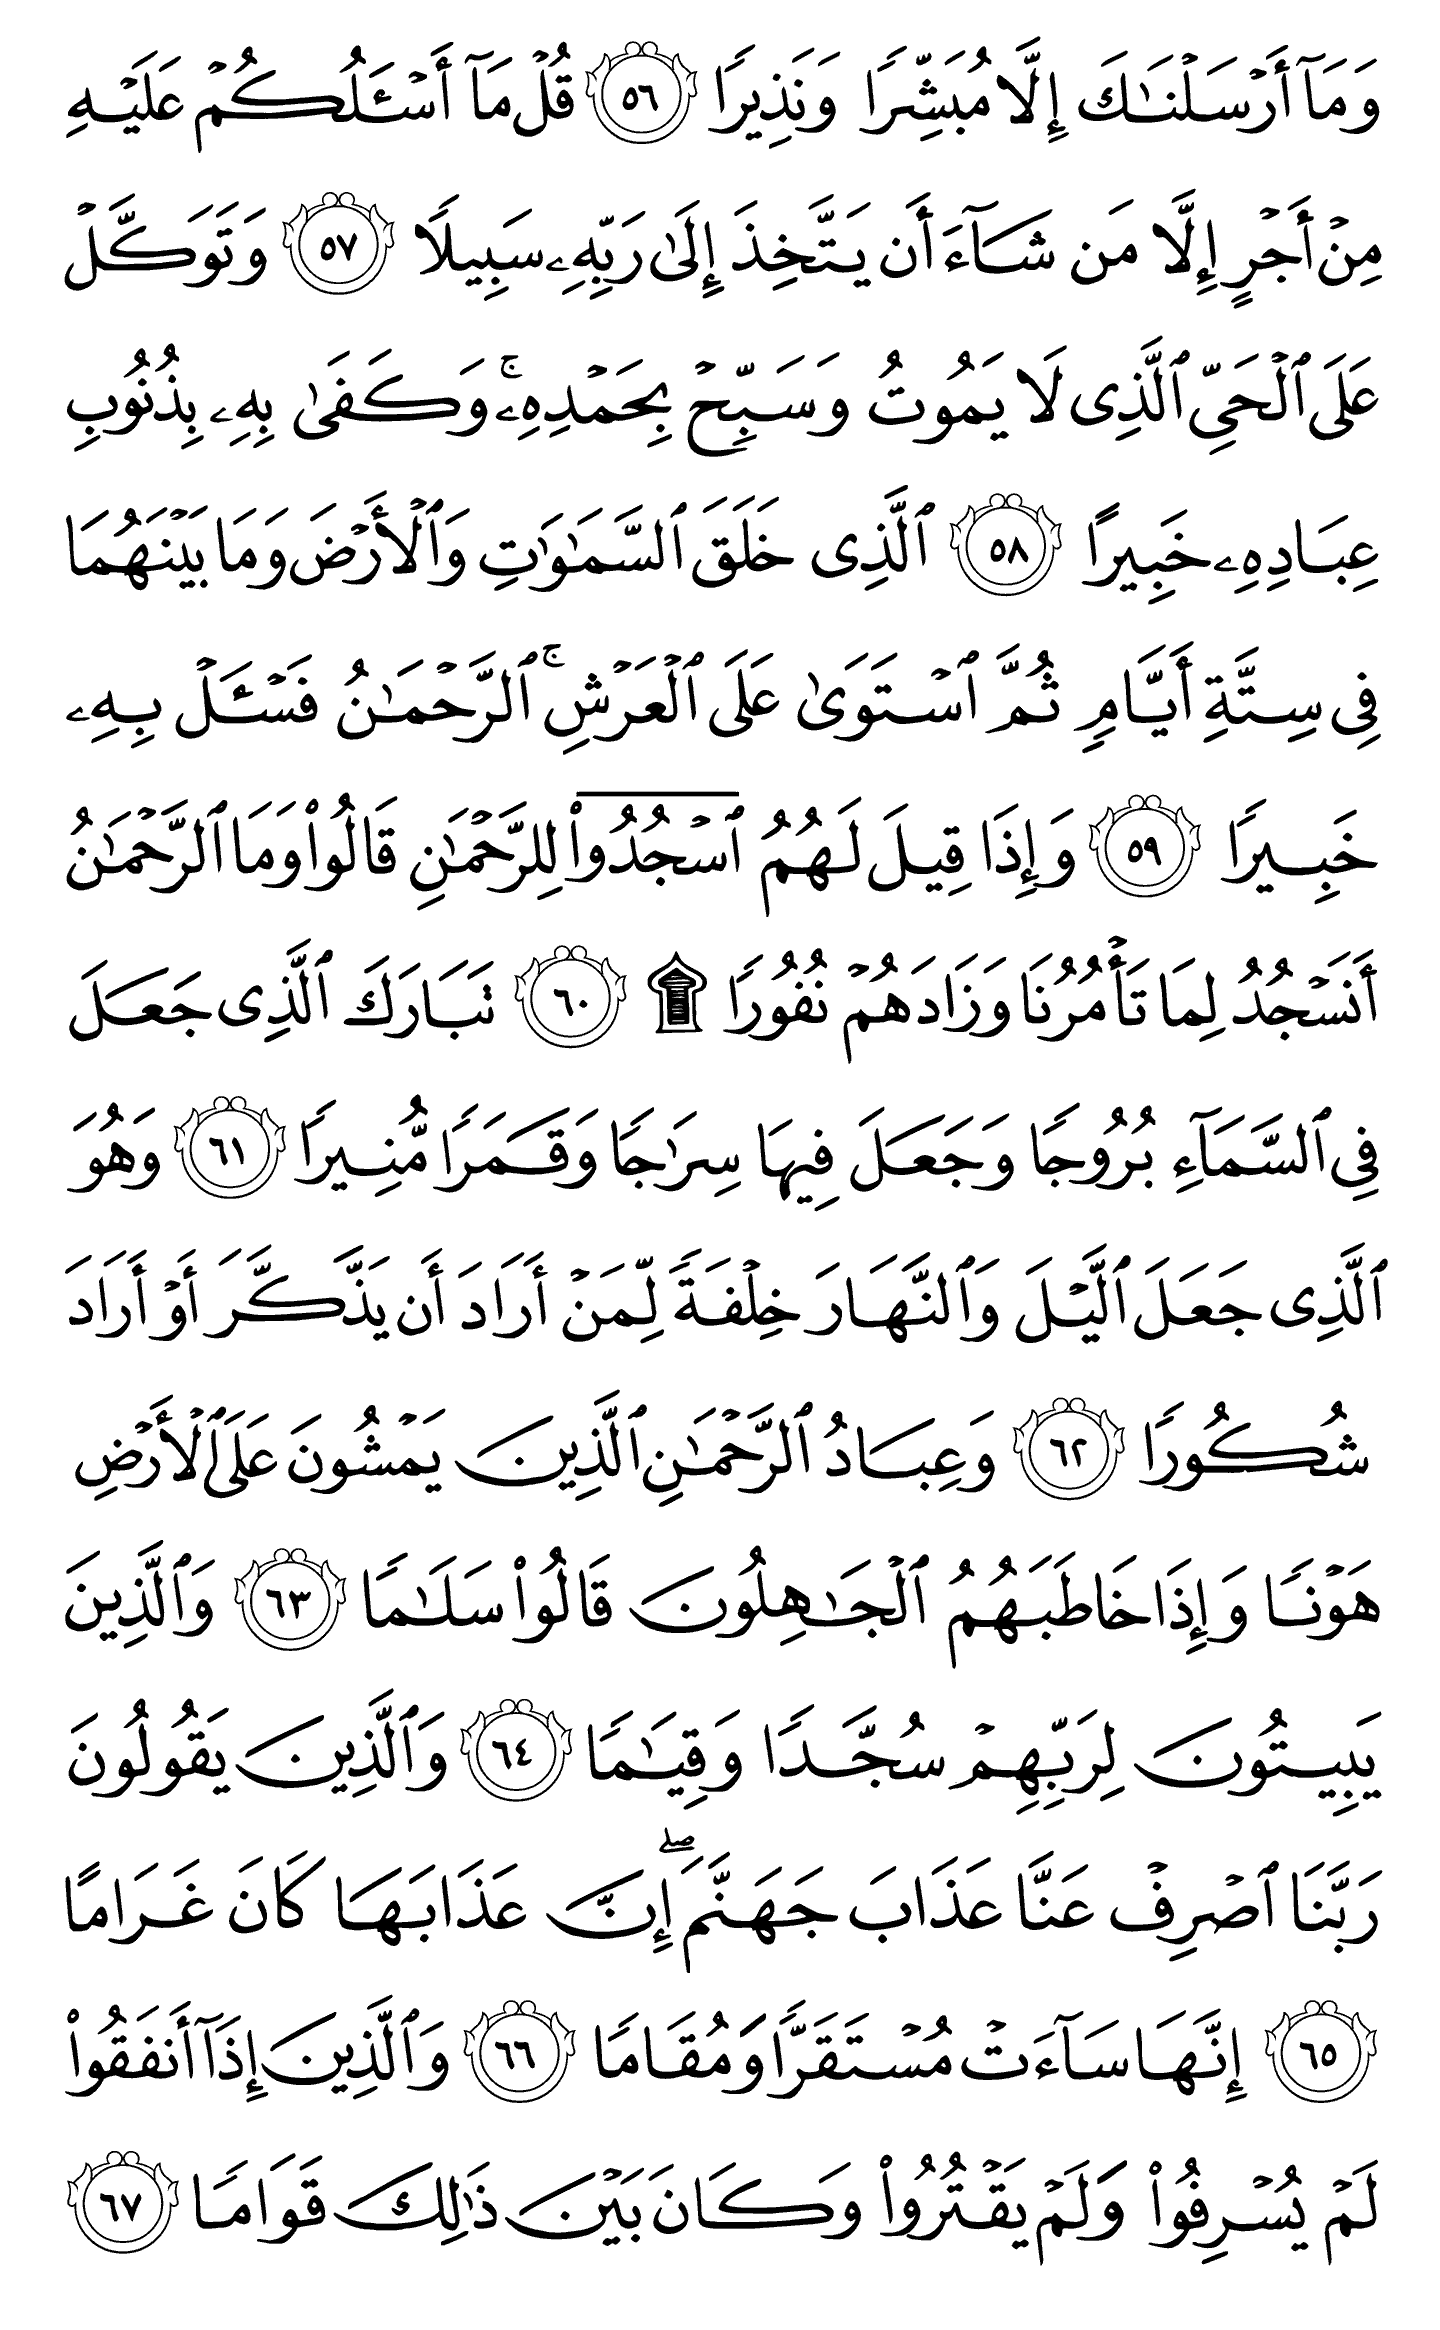 وَمَآ أَرۡسَلۡنَٰكَ إِلَّا مُبَشِّرٗا وَنَذِيرٗا ٥٦ قُلۡ مَآ أَسۡـَٔلُكُمۡ عَلَيۡهِ
مِنۡ أَجۡرٍ إِلَّا مَن شَآءَ أَن يَتَّخِذَ إِلَىٰ رَبِّهِۦ سَبِيلٗا ٥٧ وَتَوَكَّلۡ
عَلَى ٱلۡحَيِّ ٱلَّذِي لَا يَمُوتُ وَسَبِّحۡ بِحَمۡدِهِۦۚ وَكَفَىٰ بِهِۦ بِذُنُوبِ
عِبَادِهِۦ خَبِيرًا ٥٨ ٱلَّذِي خَلَقَ ٱلسَّمَٰوَٰتِ وَٱلۡأَرۡضَ وَمَا بَيۡنَهُمَا
فِي سِتَّةِ أَيَّامٖ ثُمَّ ٱسۡتَوَىٰ عَلَى ٱلۡعَرۡشِۚ ٱلرَّحۡمَٰنُ فَسۡـَٔلۡ بِهِۦ
خَبِيرٗا ٥٩ وَإِذَا قِيلَ لَهُمُ ٱسۡجُدُواْۤ لِلرَّحۡمَٰنِ قَالُواْ وَمَا ٱلرَّحۡمَٰنُ
أَنَسۡجُدُ لِمَا تَأۡمُرُنَا وَزَادَهُمۡ نُفُورٗا ۩ ٦٠ تَبَارَكَ ٱلَّذِي جَعَلَ
فِي ٱلسَّمَآءِ بُرُوجٗا وَجَعَلَ فِيهَا سِرَٰجٗا وَقَمَرٗا مُّنِيرٗا ٦١ وَهُوَ
ٱلَّذِي جَعَلَ ٱلَّيۡلَ وَٱلنَّهَارَ خِلۡفَةٗ لِّمَنۡ أَرَادَ أَن يَذَّكَّرَ أَوۡ أَرَادَ
شُكُورٗا ٦٢ وَعِبَادُ ٱلرَّحۡمَٰنِ ٱلَّذِينَ يَمۡشُونَ عَلَى ٱلۡأَرۡضِ
هَوۡنٗا وَإِذَا خَاطَبَهُمُ ٱلۡجَٰهِلُونَ قَالُواْ سَلَٰمٗا ٦٣ وَٱلَّذِينَ
يَبِيتُونَ لِرَبِّهِمۡ سُجَّدٗا وَقِيَٰمٗا ٦٤ وَٱلَّذِينَ يَقُولُونَ
رَبَّنَا ٱصۡرِفۡ عَنَّا عَذَابَ جَهَنَّمَۖ إِنَّ عَذَابَهَا كَانَ غَرَامًا
٦٥ إِنَّهَا سَآءَتۡ مُسۡتَقَرّٗا وَمُقَامٗا ٦٦ وَٱلَّذِينَ إِذَآ أَنفَقُواْ
لَمۡ يُسۡرِفُواْ وَلَمۡ يَقۡتُرُواْ وَكَانَ بَيۡنَ ذَٰلِكَ قَوَامٗا ٦٧